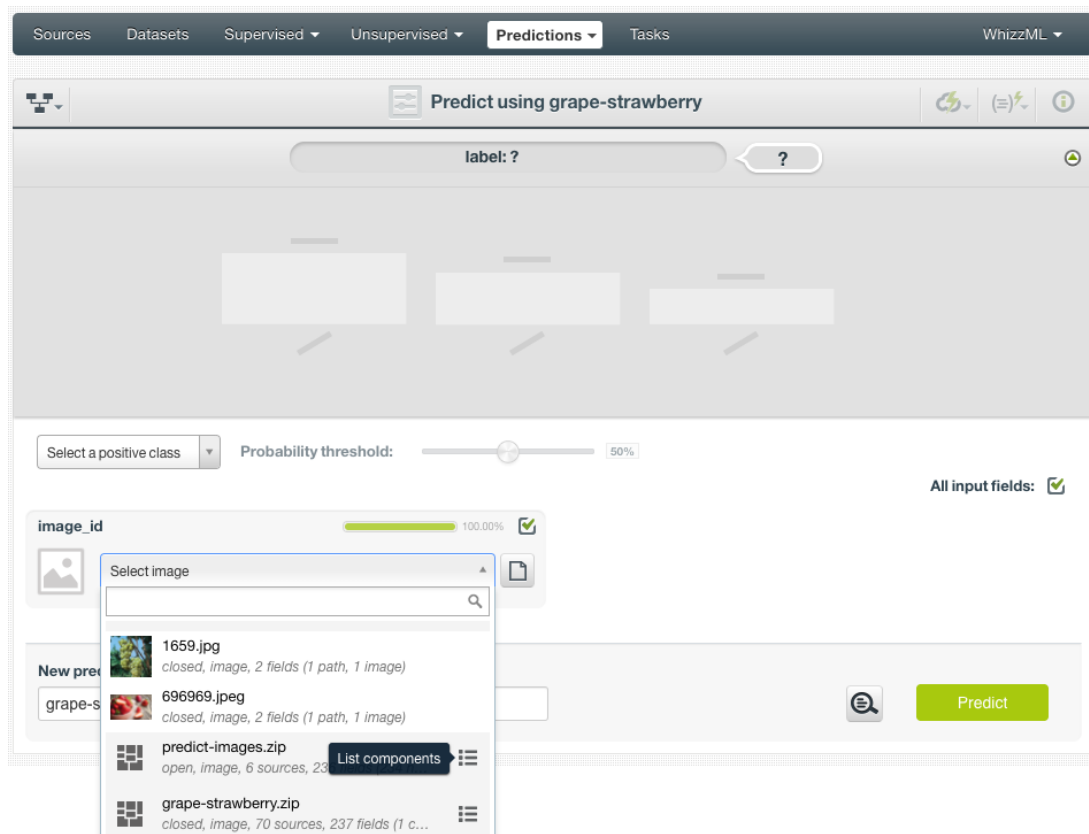 Sources Datasets Supervised Unsupervised Predictions Tasks WhizzML
Predict using grape-strawberry
label: ? ?
Select a positive class Probability threshold: 50%
All input fields:
image_id 100.00%
Select image
1659.jpg
closed, image, 2 fields (1 path, 1 image)
New pre
696969.jpeg
grape-s
closed, image, 2 fields (1 path, 1 image)
Predict
predict-images.zip
List components
open, image, 6 sources, 23
grape-strawberry.zip
closed, image, 70 sources, 237 fields (1 c...